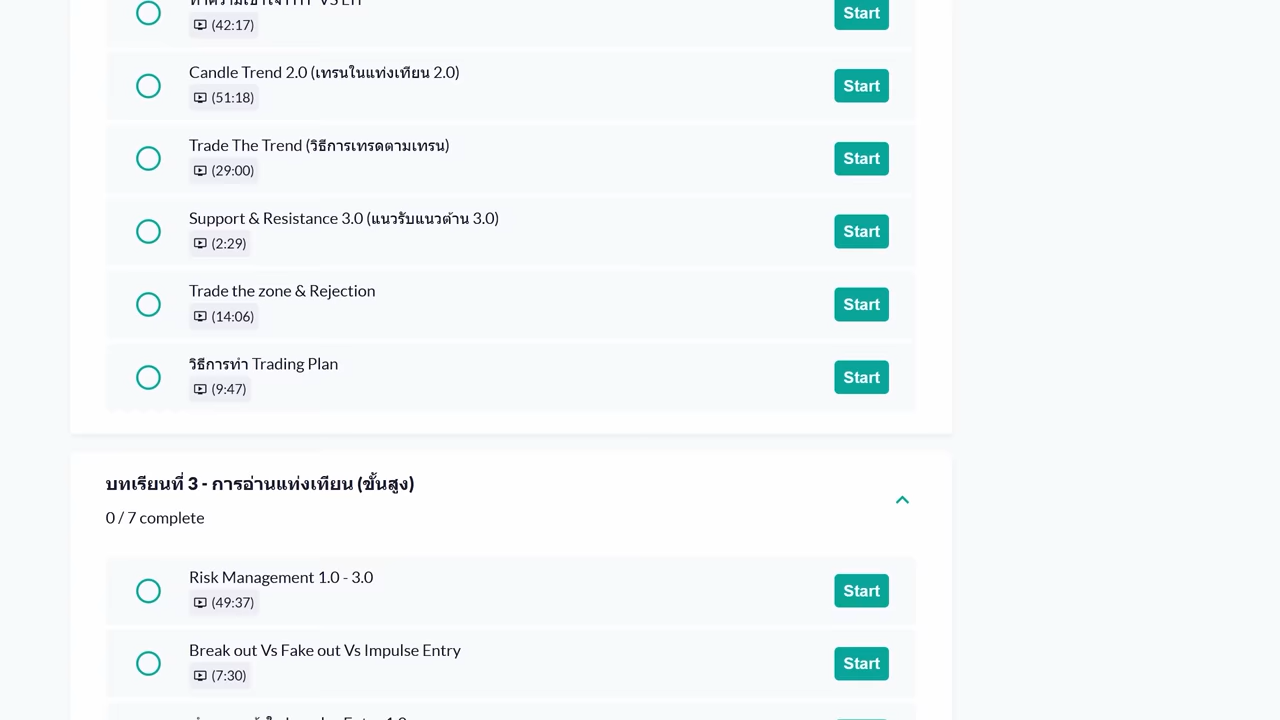 (42:17)
Start
Candle Trend 2.0 (เทรนในแท่งเทียน 2.0)
(51:18)
Start
Trade The Trend (วิธีการเทรดตามเทรน)
(29:00)
Start
Support & Resistance 3.0 (แนวรับแนวต้าน 3.0)
(2:29)
Start
Trade the zone & Rejection
(14:06)
Start
วิธีการทำ Trading Plan
(9:47)
Start
บทเรียนที่ 3 - การอ่านแท่งเทียน (ขั้นสูง)
0 / 7 complete
Risk Management 1.0 - 3.0
(49:37)
Start
Break out Vs Fake out Vs Impulse Entry
(7:30)
Start